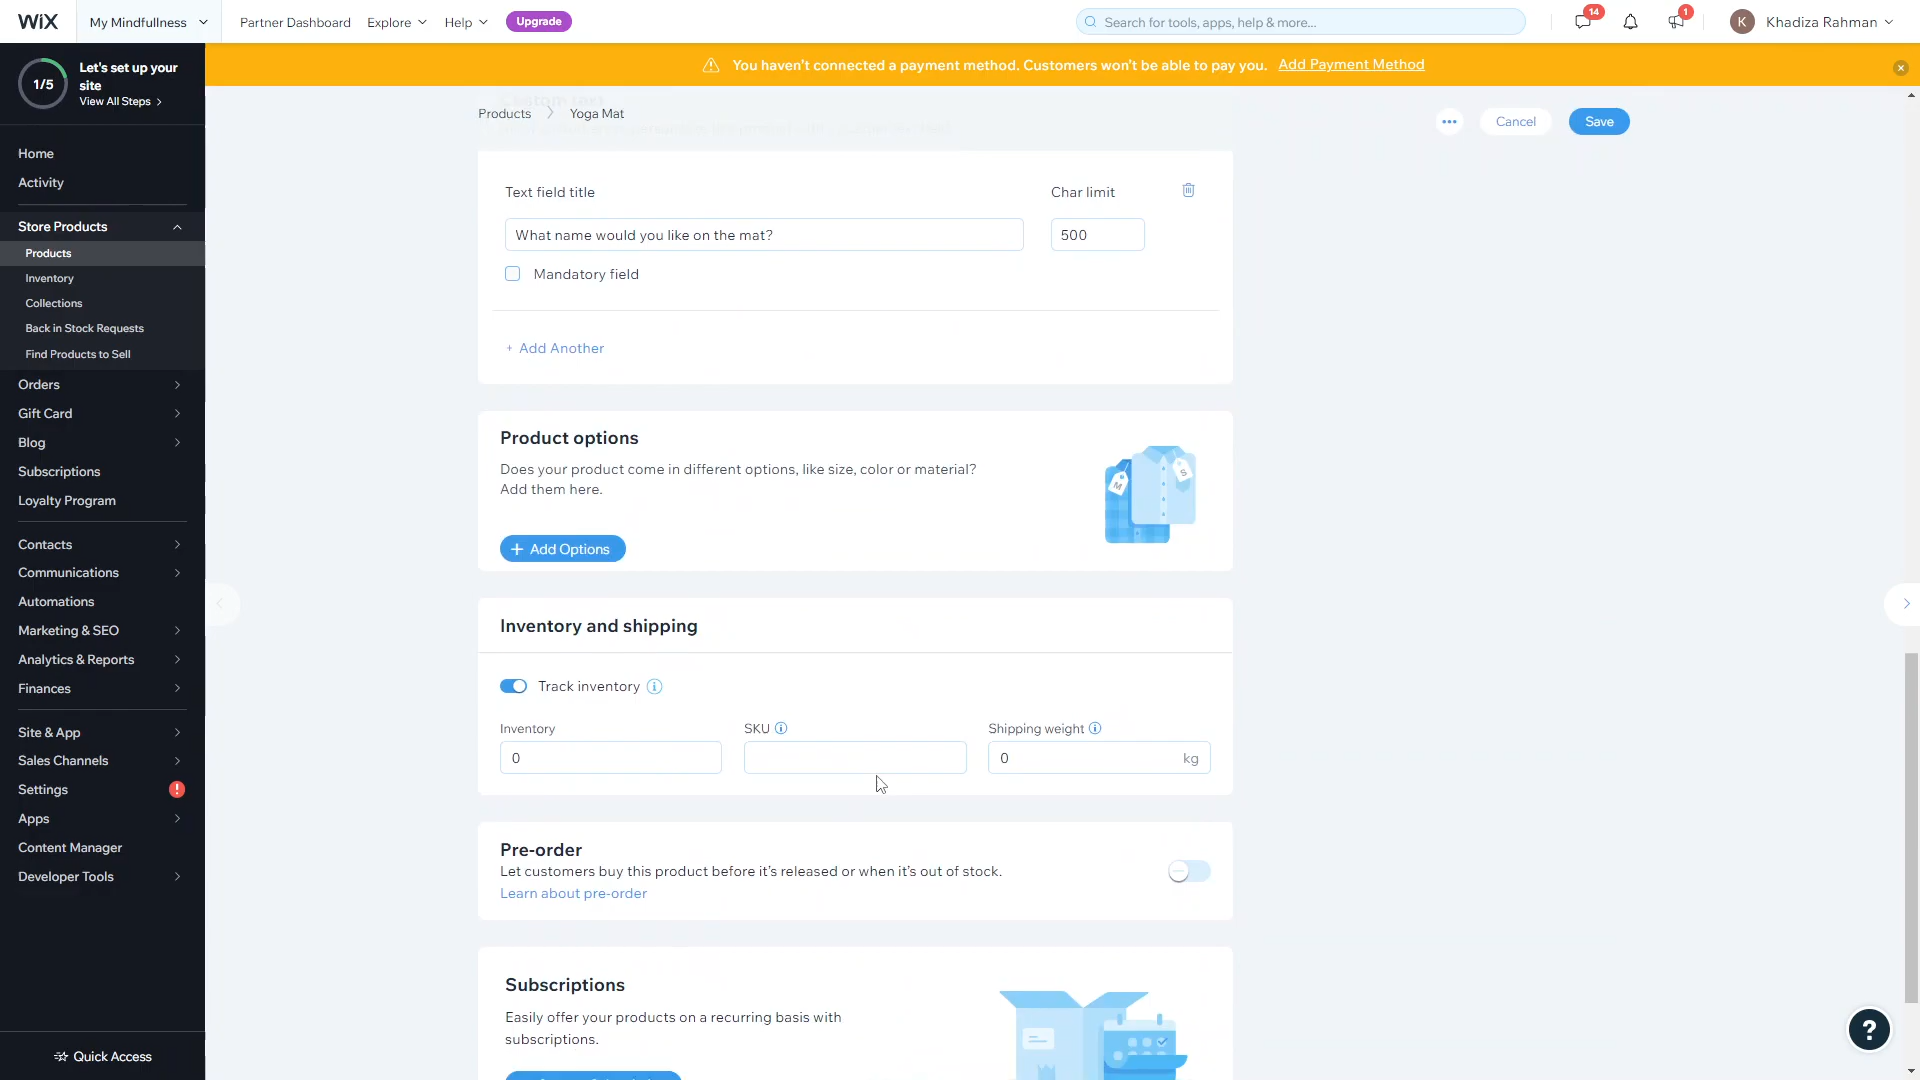 WiX
My Mindfullness
Partner Dashboard
Explore
Help
Upgrade
Search for tools, apps, help & more...
14
1
K
Khadiza Rahman
1/5
Let's set up your
site
View All Steps
You haven't connected a payment method. Customers won't be able to pay you.
Add Payment Method
Products
Yoga Mat
Cancel
Save
Home
Activity
Store Products
Products
Inventory
Collections
Back in Stock Requests
Find Products to Sell
Orders
Gift Card
Blog
Subscriptions
Loyalty Program
Contacts
Communications
Automations
Marketing & SEO
Analytics & Reports
Finances
Site & App
Sales Channels
Settings
Apps
Content Manager
Developer Tools
Quick Access
Text field title
Char limit
What name would you like on the mat?
500
Mandatory field
+ Add Another
Product options
Does your product come in different options, like size, color or material?
Add them here.
M
S
+ Add Options
Inventory and shipping
Track inventory
Inventory
SKU
Shipping weight
0
0
kg
Pre-order
Let customers buy this product before it's released or when it's out of stock.
Learn about pre-order
Subscriptions
Easily offer your products on a recurring basis with
subscriptions.
?